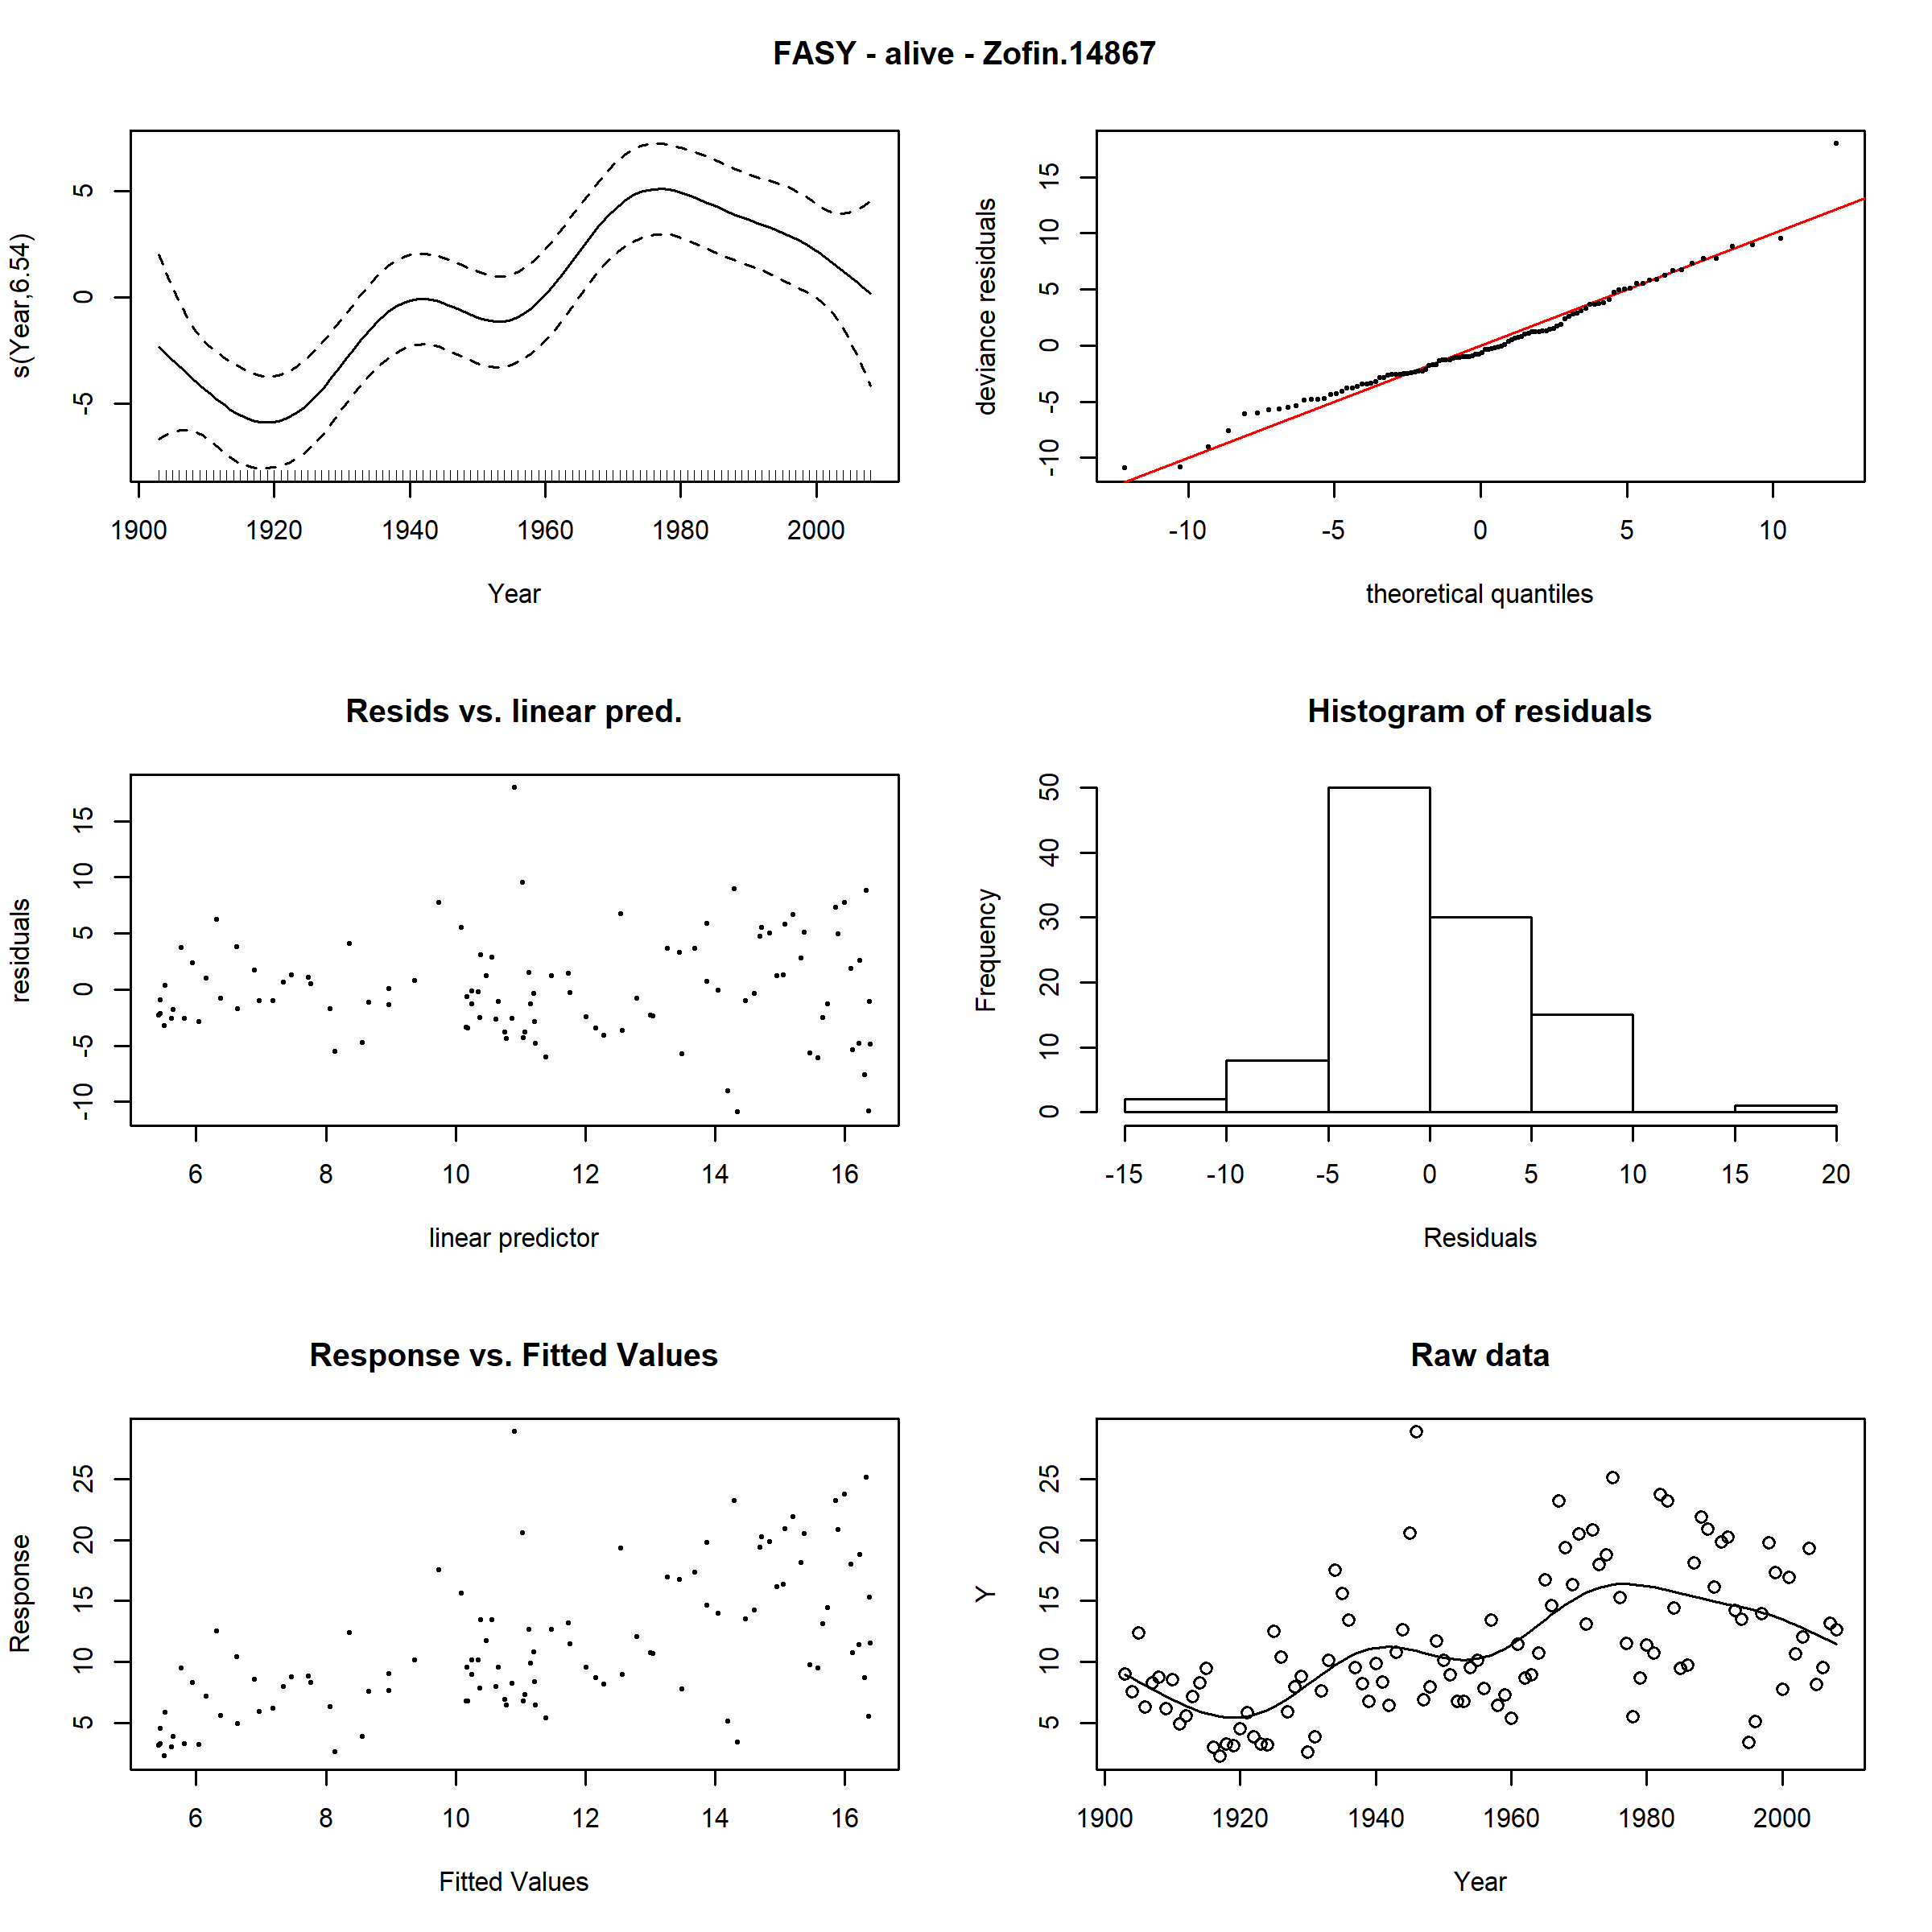 FASY - alive - Zofin.14867
s(Year,6.54)
5
0
-5
1900 1920 1940 1960 1980 2000
Year
deviance residuals
15
10
5
0
-5
-10
-10 -5 0 5 10
theoretical quantiles
Resids vs. linear pred.
residuals
15
10
5
0
-5
-10
6 8 10 12 14 16
linear predictor
Histogram of residuals
Frequency
50
40
30
20
10
0
-15 -10 -5 0 5 10 15 20
Residuals
Response vs. Fitted Values
Response
25
20
15
10
5
6 8 10 12 14 16
Fitted Values
Raw data
Y
25
20
15
10
5
1900 1920 1940 1960 1980 2000
Year